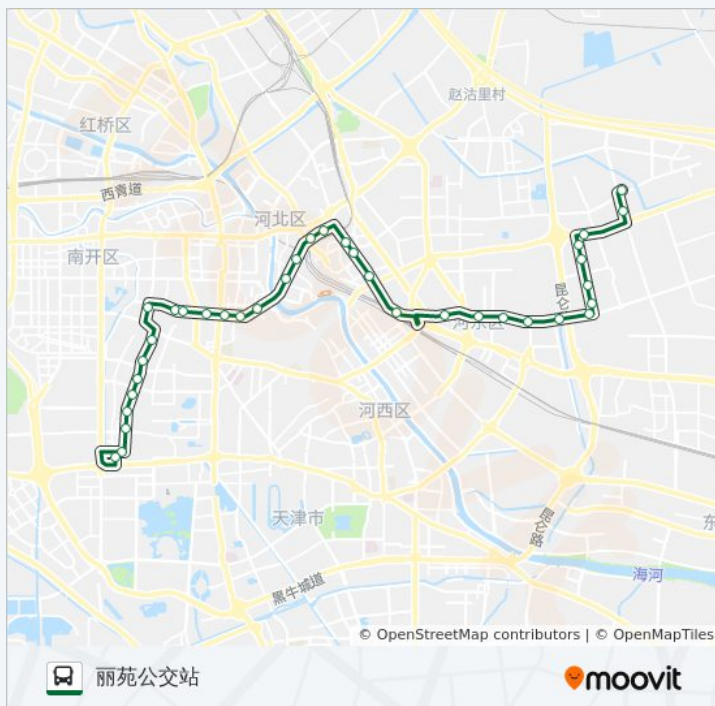 赵沽里村
红桥区
西青道
河北区
南开区
昆仑
河东区
河西区
天津市
昆仑路
东
海河
黑牛城道
© OpenStreetMap contributors | © OpenMapTiles
丽苑公交站
moovit